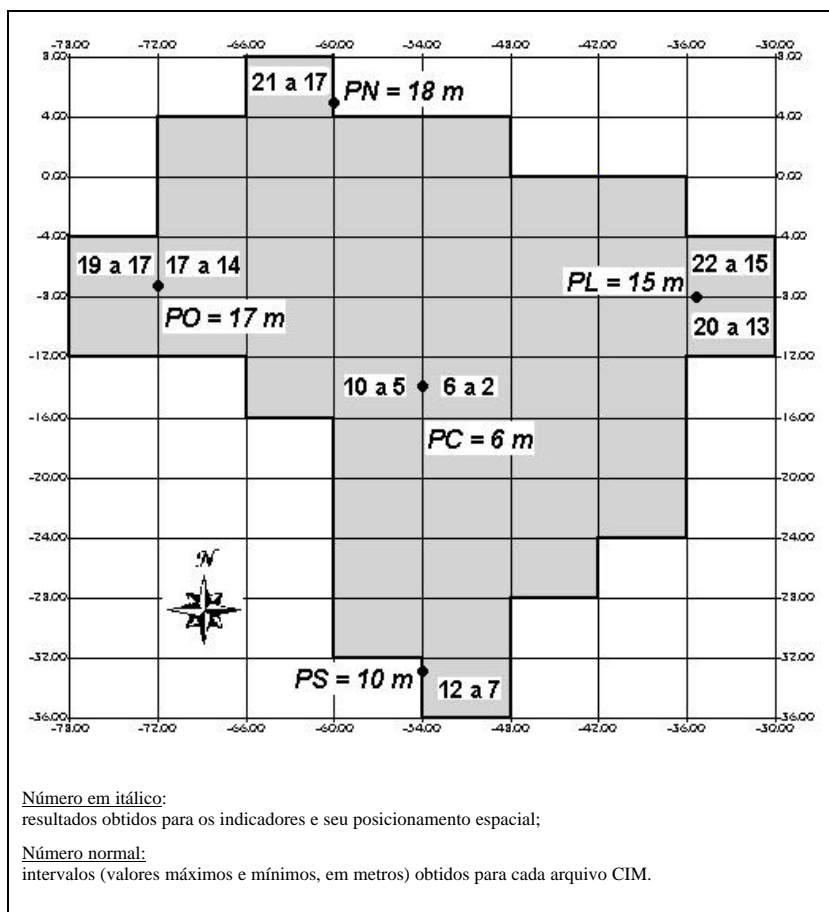 -78.00 -72.00 -66.00 -60.00 -54.00 -48.00 -42.00 -36.00 -30.00
8.00 8.00
21 a 17 PN = 18 m
4.00 4.00
0.00 0.00
-4.00 -4.00
19 a 17 17 a 14 22 a 15
PL = 15 m
-8.00 -8.00
PO = 17 m 20 a 13
-12.00 -12.00
10 a 5 6 a 2
-16.00 -16.00
PC = 6 m
-20.00 -20.00
-24.00 -24.00
N
-28.00 -28.00
-32.00 -32.00
PS = 10 m 12 a 7
-36.00 -36.00
-78.00 -72.00 -66.00 -60.00 -54.00 -48.00 -42.00 -36.00 -30.00
Número em itálico:
resultados obtidos para os indicadores e seu posicionamento espacial;
Número normal:
intervalos (valores máximos e mínimos, em metros) obtidos para cada arquivo CIM.